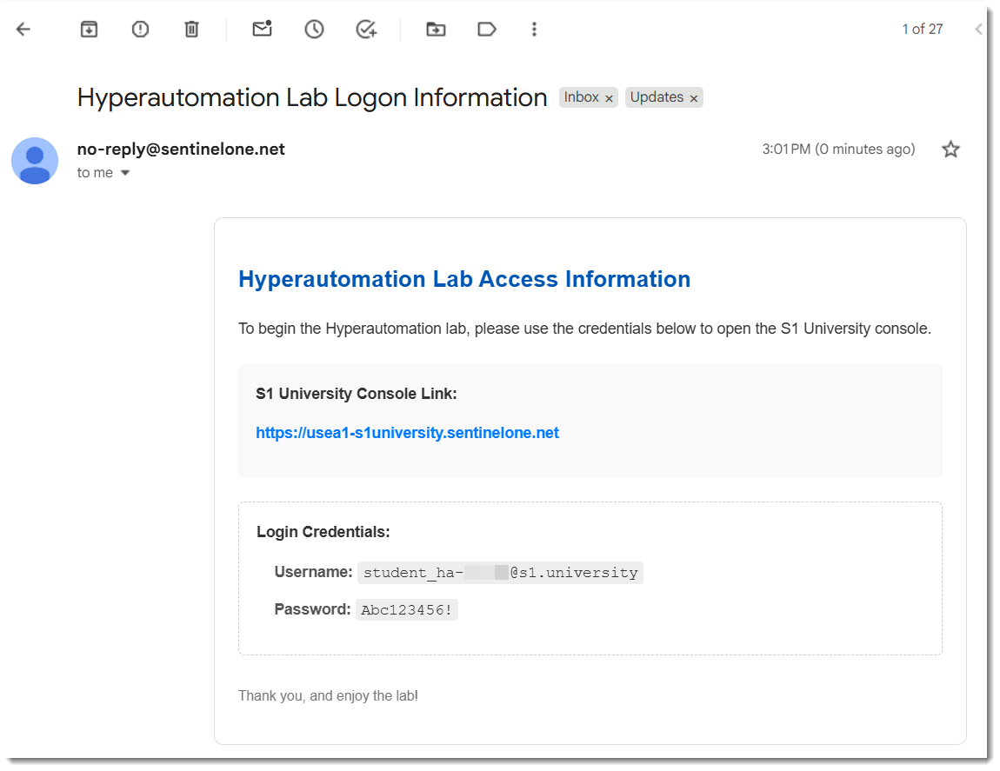 1 of 27
Hyperautomation Lab Logon Information Inbox x Updates x
no-reply@sentinelone.net 3:01 PM (0 minutes ago)
to me
Hyperautomation Lab Access Information
To begin the Hyperautomation lab, please use the credentials below to open the S1 University console.
S1 University Console Link:
https://usea1-s1university.sentinelone.net
Login Credentials:
Username: student_ha-@s1.university
Password: Abc123456!
Thank you, and enjoy the lab!